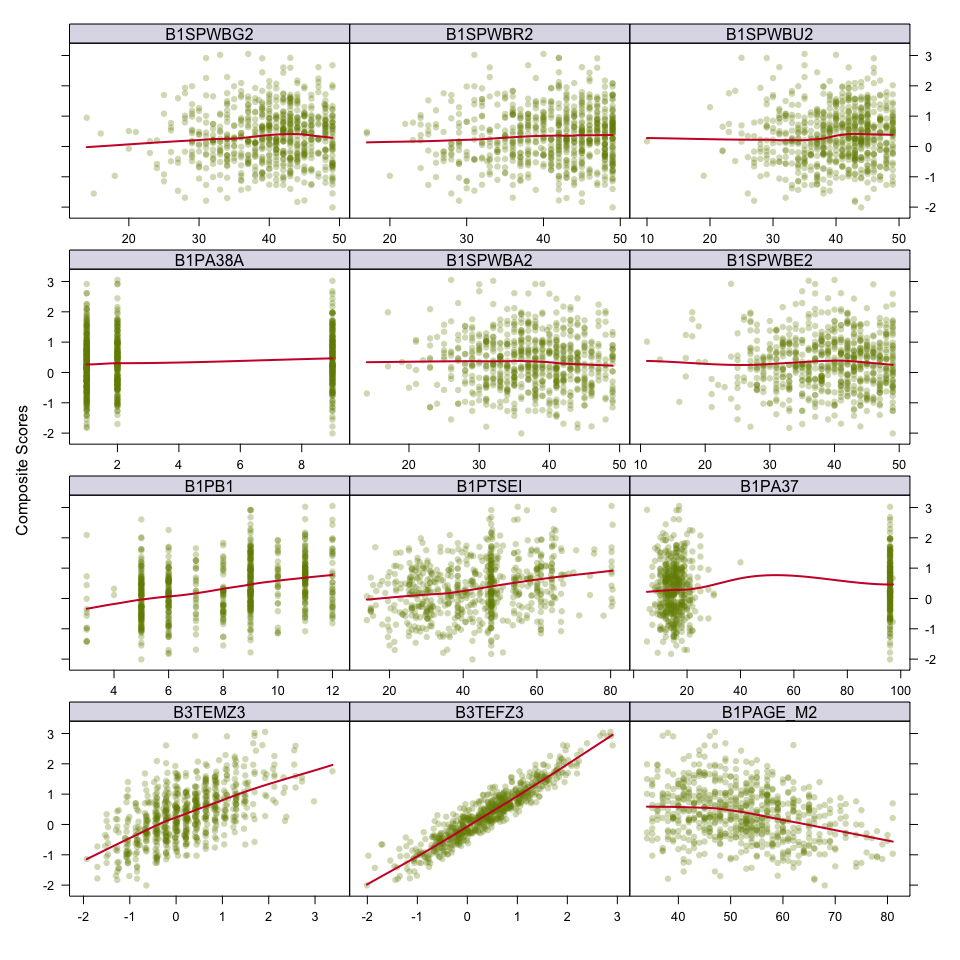 B1SPWBG2 B1SPWBR2 B1SPWBU2
3
2
1
0
-1
-2
20 30 40 50 20 30 40 50 10 20 30 40 50
B1PA38A B1SPWBA2 B1SPWBE2
3
2
1
0
-1
-2
2 4 6 8 20 30 40 50 10 20 30 40 50
Composite Scores
B1PB1 B1PTSEI B1PA37
3
2
1
0
-1
-2
4 6 8 10 12 20 40 60 80 20 40 60 80 100
B3TEMZ3 B3TEFZ3 B1PAGE_M2
3
2
1
0
-1
-2
-2 -1 0 1 2 3 -2 -1 0 1 2 3 40 50 60 70 80